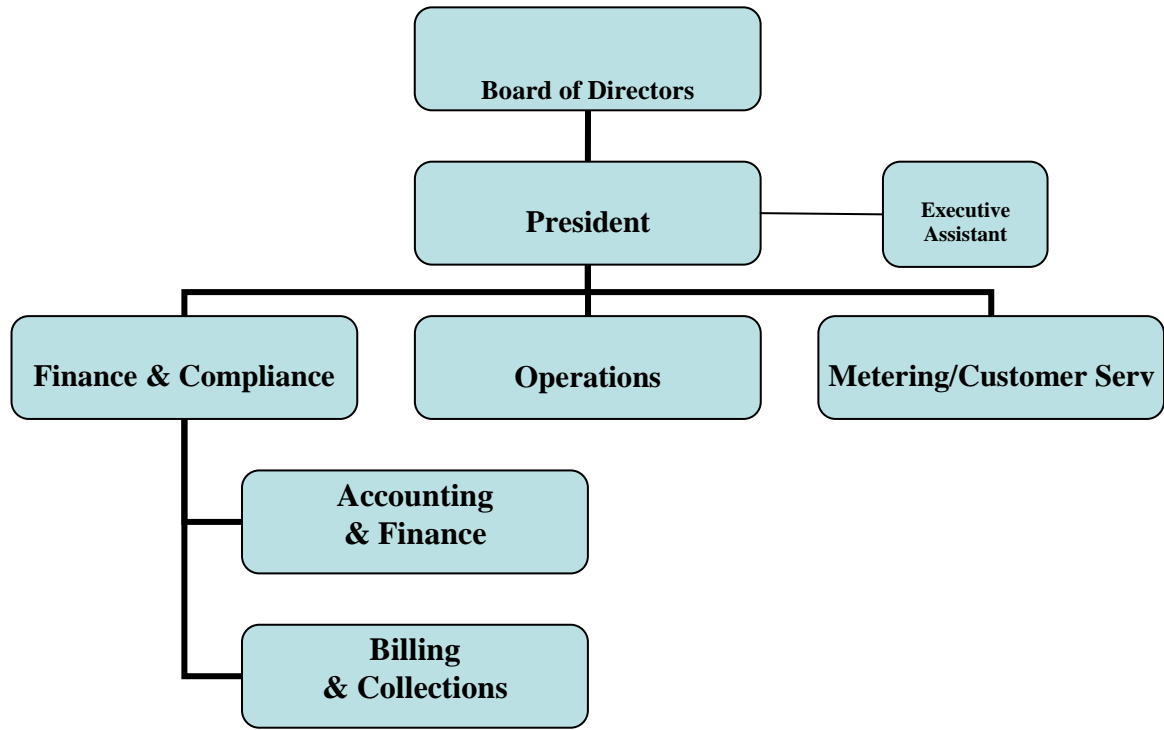 Board of Directors
President
Executive
Assistant
Finance & Compliance
Operations
Metering/Customer Serv
Accounting
& Finance
Billing
& Collections